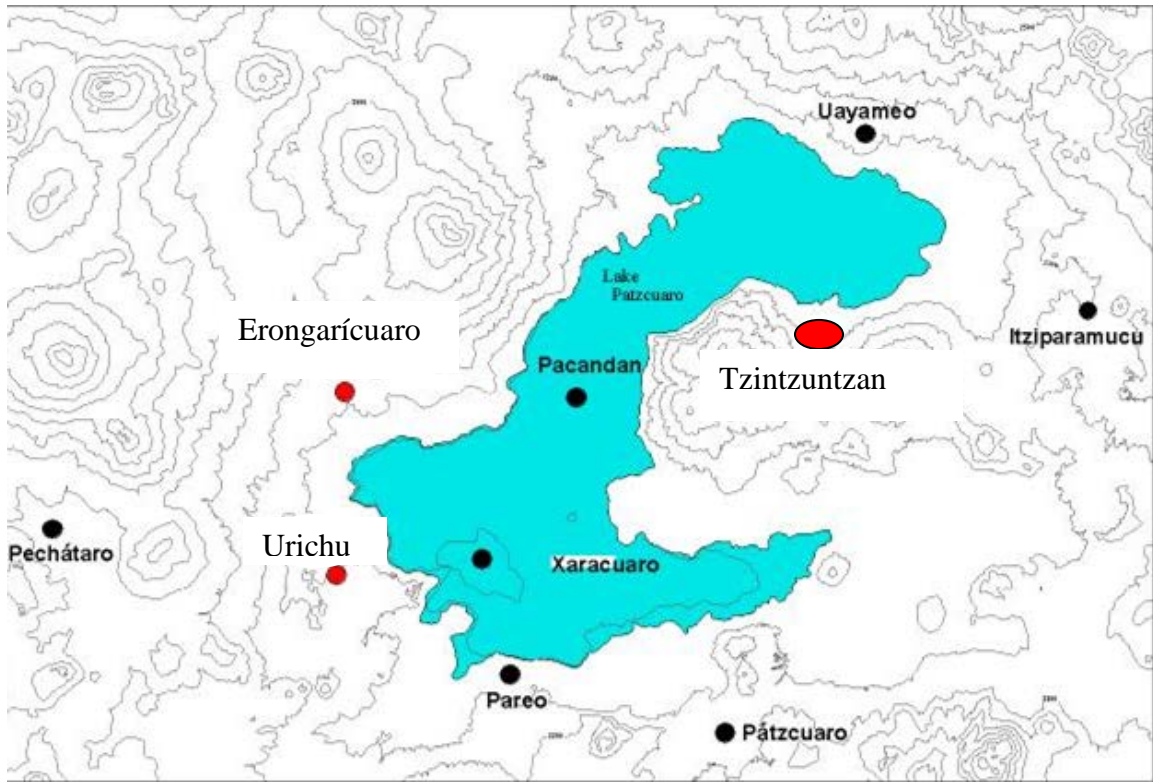 Uayameo
Lake
Patzcuaro
Erongarícuaro
Itziparamucu
Pacandan
Tzintzuntzan
Pechátaro
Urichu
Xaracuaro
Pareo
Pátzcuaro